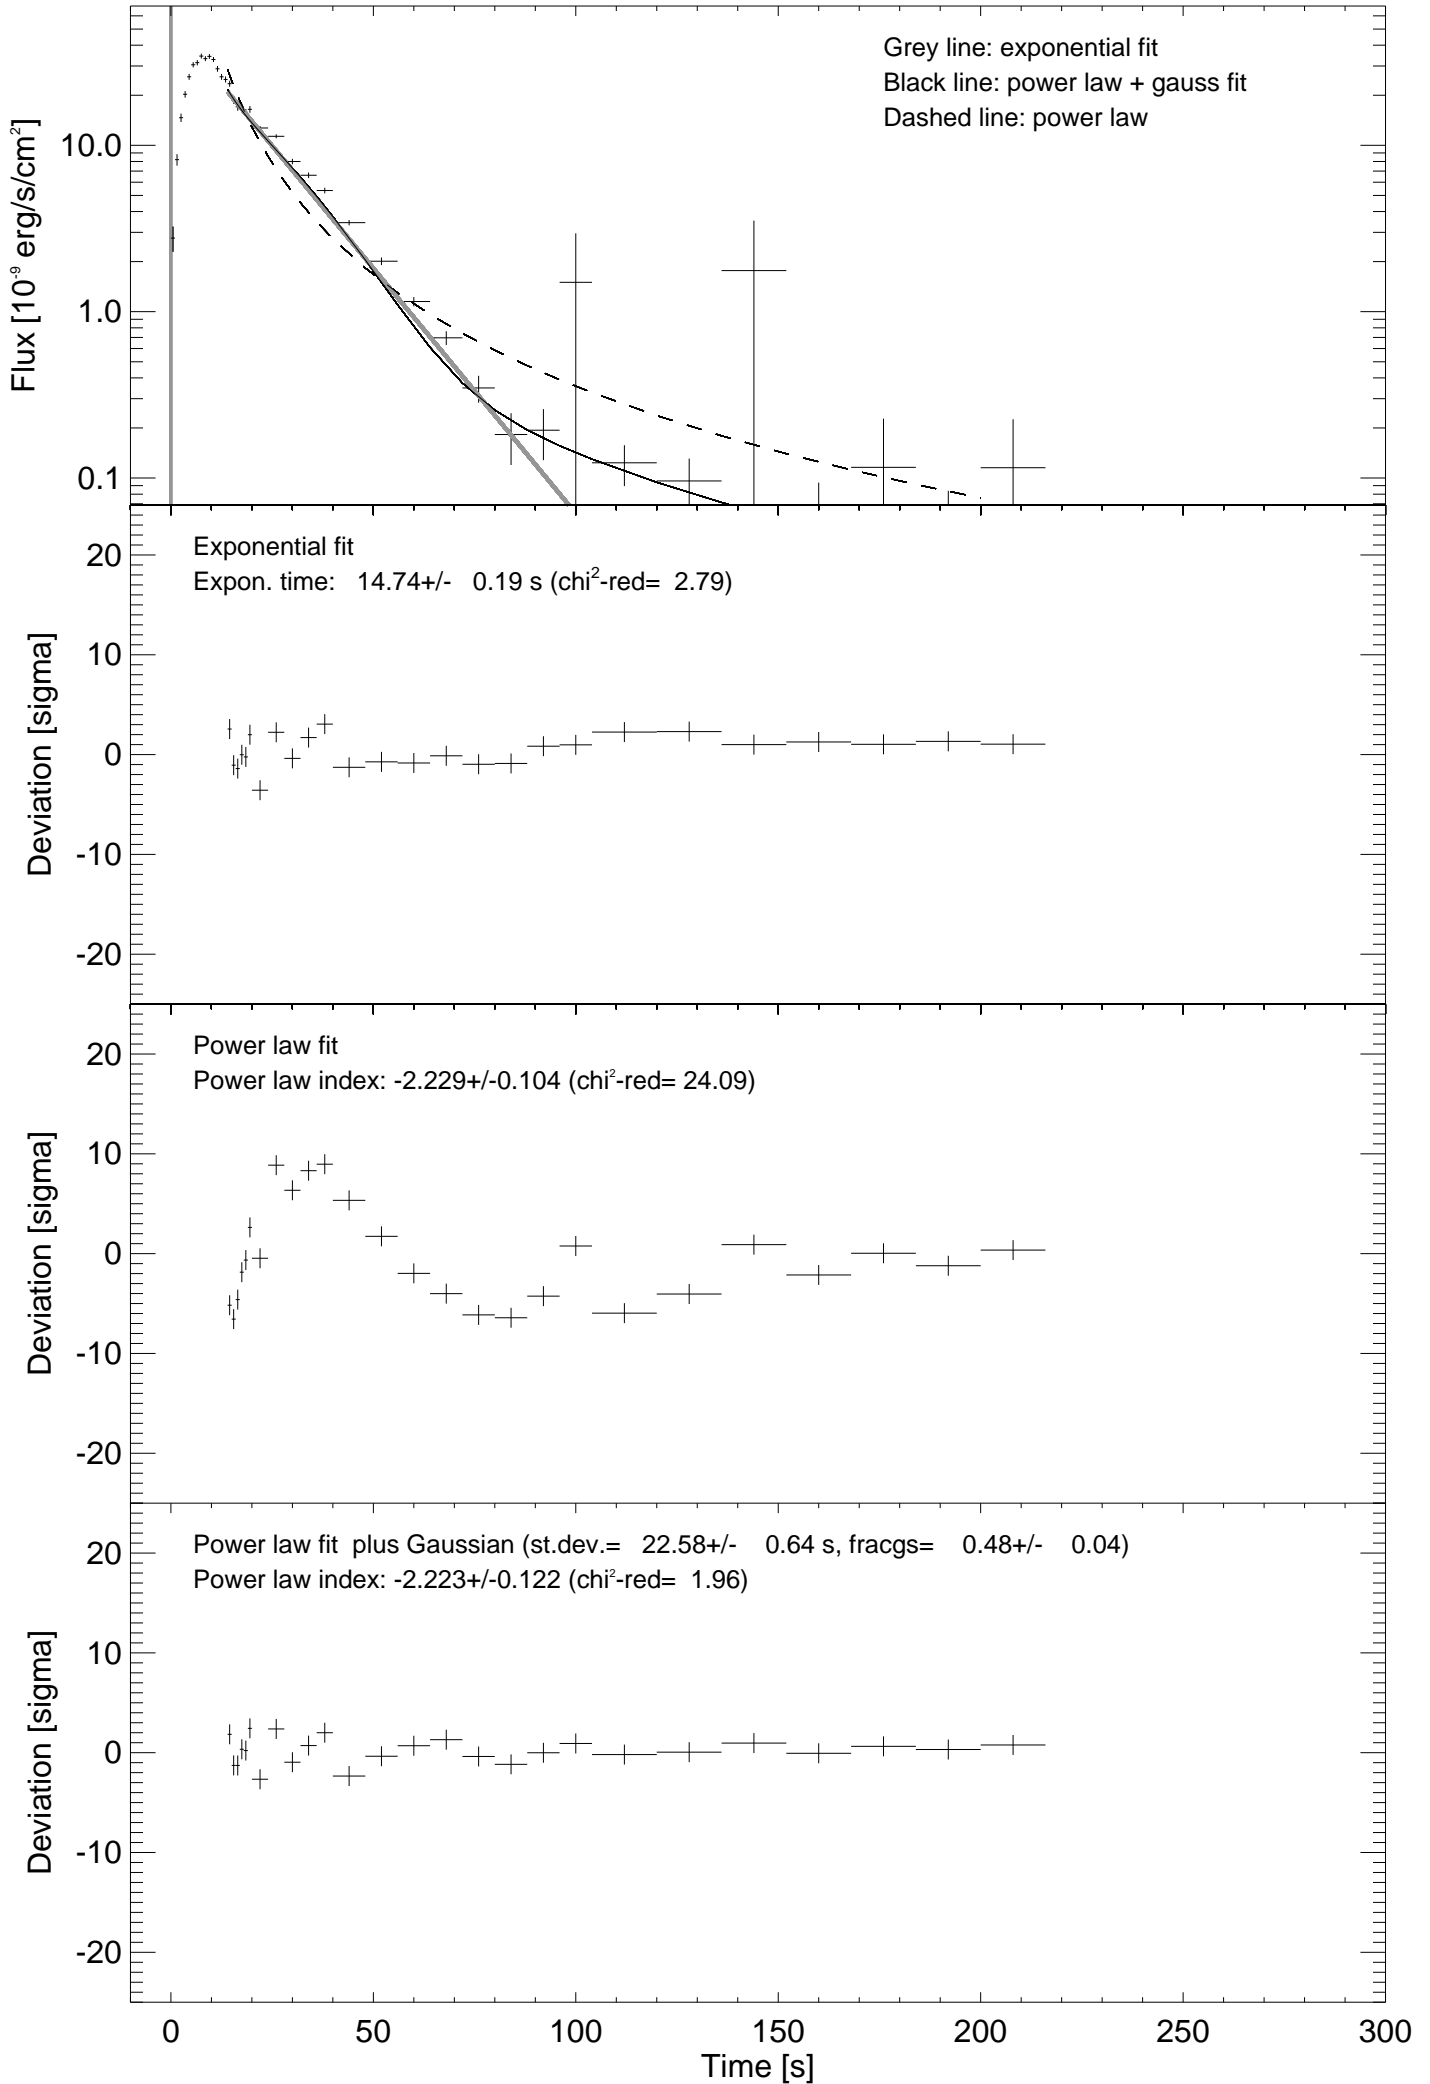 Grey line: exponential fit
Black line: power law + gauss fit
Dashed line: power law
Flux [10⁻⁹ erg/s/cm²]
10.0
1.0
0.1
Exponential fit
Expon. time: 14.74+/- 0.19 s (chi²-red= 2.79)
Deviation [sigma]
20
10
0
-10
-20
Power law fit
Power law index: -2.229+/-0.104 (chi²-red= 24.09)
Deviation [sigma]
20
10
0
-10
-20
Power law fit plus Gaussian (st.dev.= 22.58+/- 0.64 s, fracgs= 0.48+/- 0.04)
Power law index: -2.223+/-0.122 (chi²-red= 1.96)
Deviation [sigma]
20
10
0
-10
-20
0 50 100 150 200 250 300
Time [s]